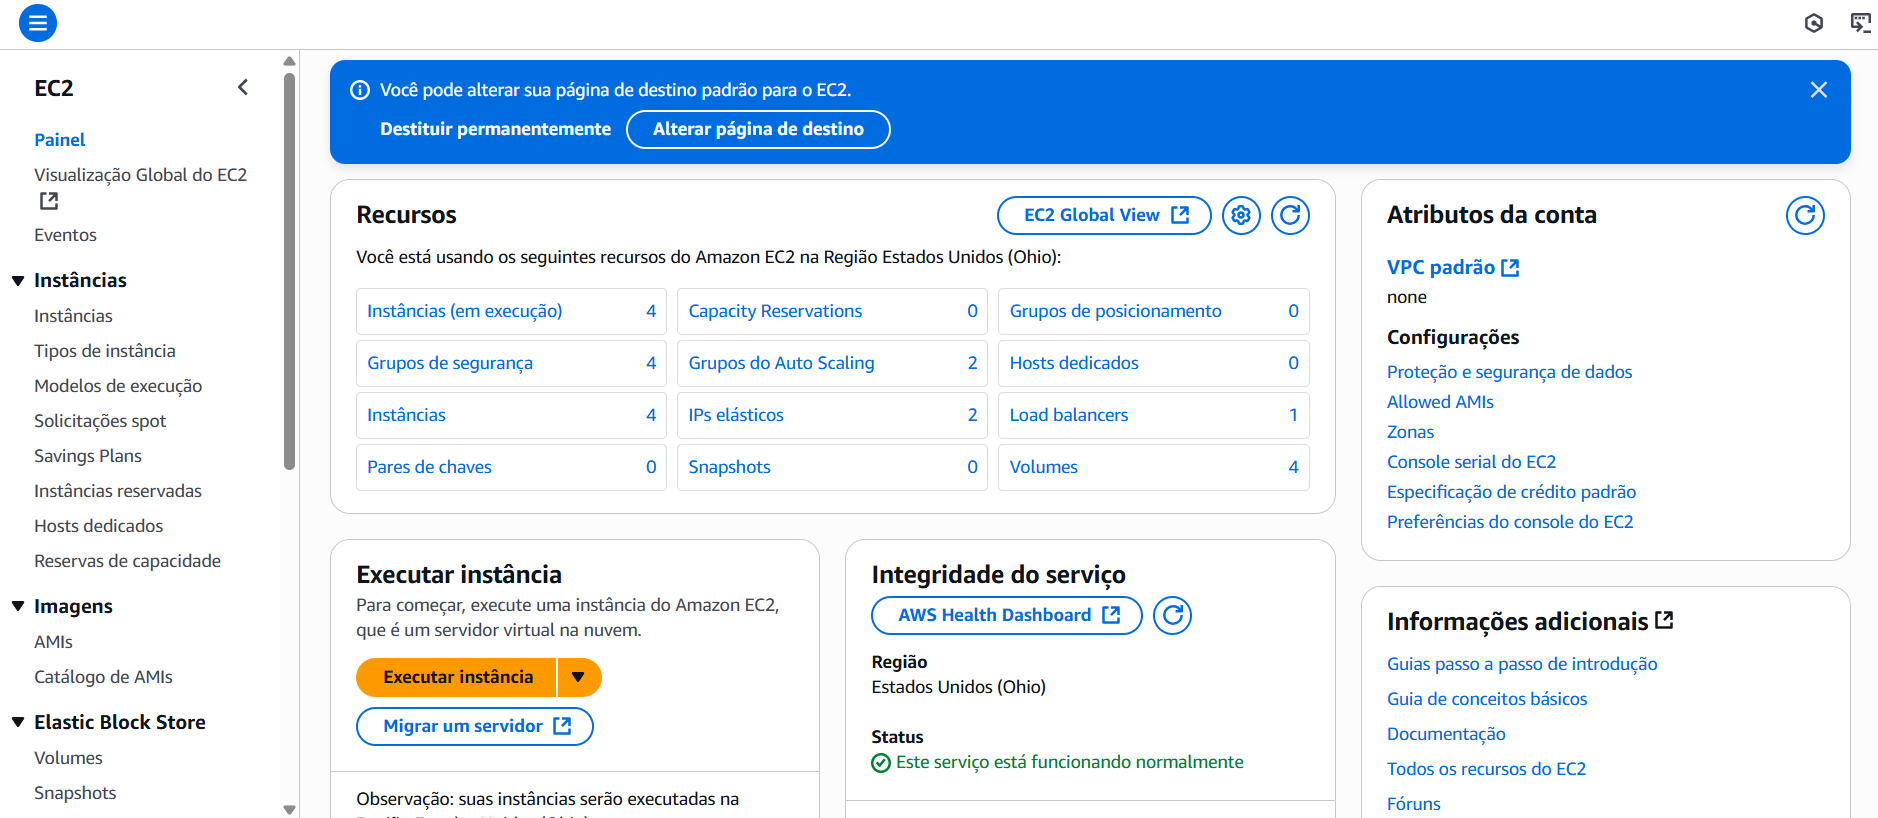 EC2
Painel
Visualização Global do EC2
Eventos
Instâncias
Instâncias
Tipos de instância
Modelos de execução
Solicitações spot
Savings Plans
Instâncias reservadas
Hosts dedicados
Reservas de capacidade
Imagens
AMIs
Catálogo de AMIs
Elastic Block Store
Volumes
Snapshots
Você pode alterar sua página de destino padrão para o EC2.
Destituir permanentemente
Alterar página de destino
Recursos
EC2 Global View
Você está usando os seguintes recursos do Amazon EC2 na Região Estados Unidos (Ohio):
Instâncias (em execução) 4
Capacity Reservations 0
Grupos de posicionamento 0
Grupos de segurança 4
Grupos do Auto Scaling 2
Hosts dedicados 0
Instâncias 4
IPs elásticos 2
Load balancers 1
Pares de chaves 0
Snapshots 0
Volumes 4
Executar instância
Para começar, execute uma instância do Amazon EC2,
que é um servidor virtual na nuvem.
Executar instância
Migrar um servidor
Observação: suas instâncias serão executadas na
Integridade do serviço
AWS Health Dashboard
Região
Estados Unidos (Ohio)
Status
Este serviço está funcionando normalmente
Atributos da conta
VPC padrão
none
Configurações
Proteção e segurança de dados
Allowed AMIs
Zonas
Console serial do EC2
Especificação de crédito padrão
Preferências do console do EC2
Informações adicionais
Guias passo a passo de introdução
Guia de conceitos básicos
Documentação
Todos os recursos do EC2
Fóruns